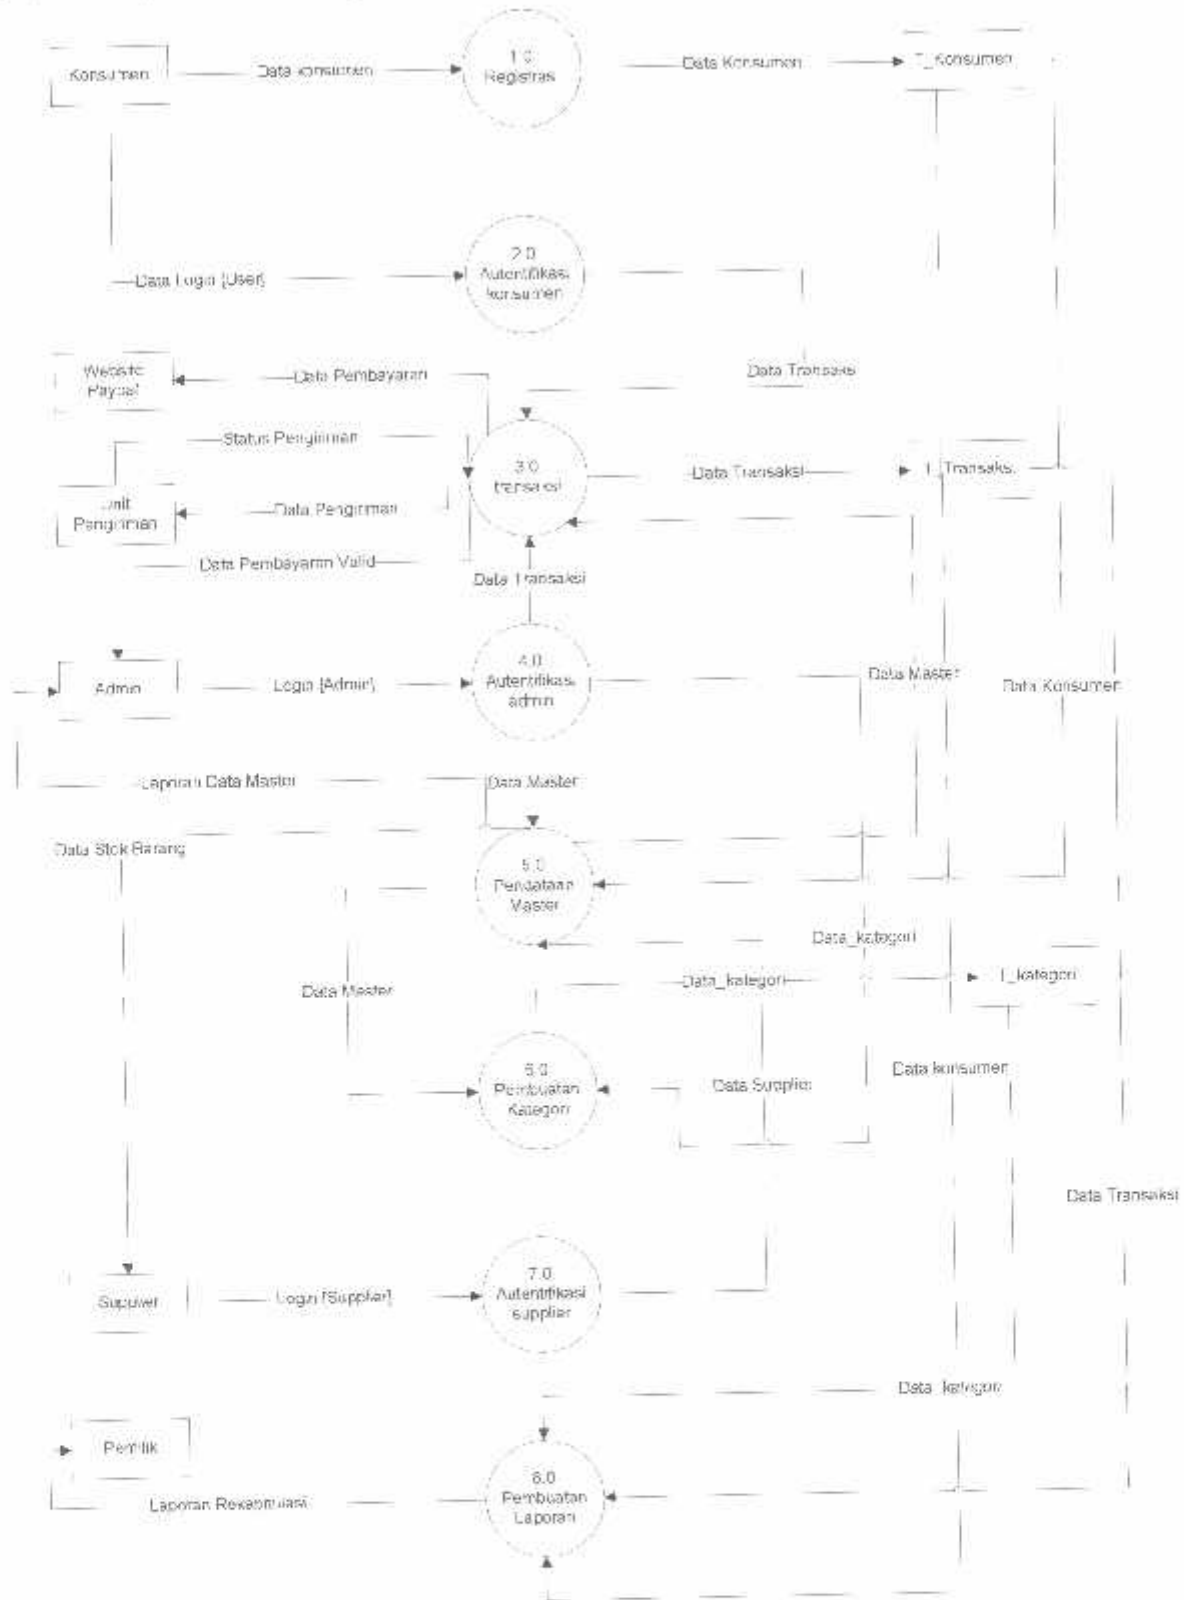 1.0
Konsumen
Data konsumen
Registrasi
Data Konsumen
T_Konsumen
2.0
Autentifikasi
konsumen
Data Login [User]
Website
Paypal
Data Pembayaran
Data Transaksi
Status Pengiriman
3.0
transaksi
Data Transaksi
T_Transaksi
Unit
Pengiriman
Data Pengiriman
Data Pembayaran Valid
Data Transaksi
4.0
Autentifikasi
admin
Admin
Login [Admin]
Data Master
Data Konsumen
Laporan Data Master
Data Master
Data Stok Barang
5.0
Pendataan
Master
Data_kategori
Data_kategori
T_kategori
Data Master
6.0
Pembuatan
Kategori
Data Supplier
Data konsumen
Data Transaksi
7.0
Autentifikasi
supplier
Supplier
Login [Supplier]
Data_kategori
Pemilik
8.0
Pembuatan
Laporan
Laporan Rekapitulasi